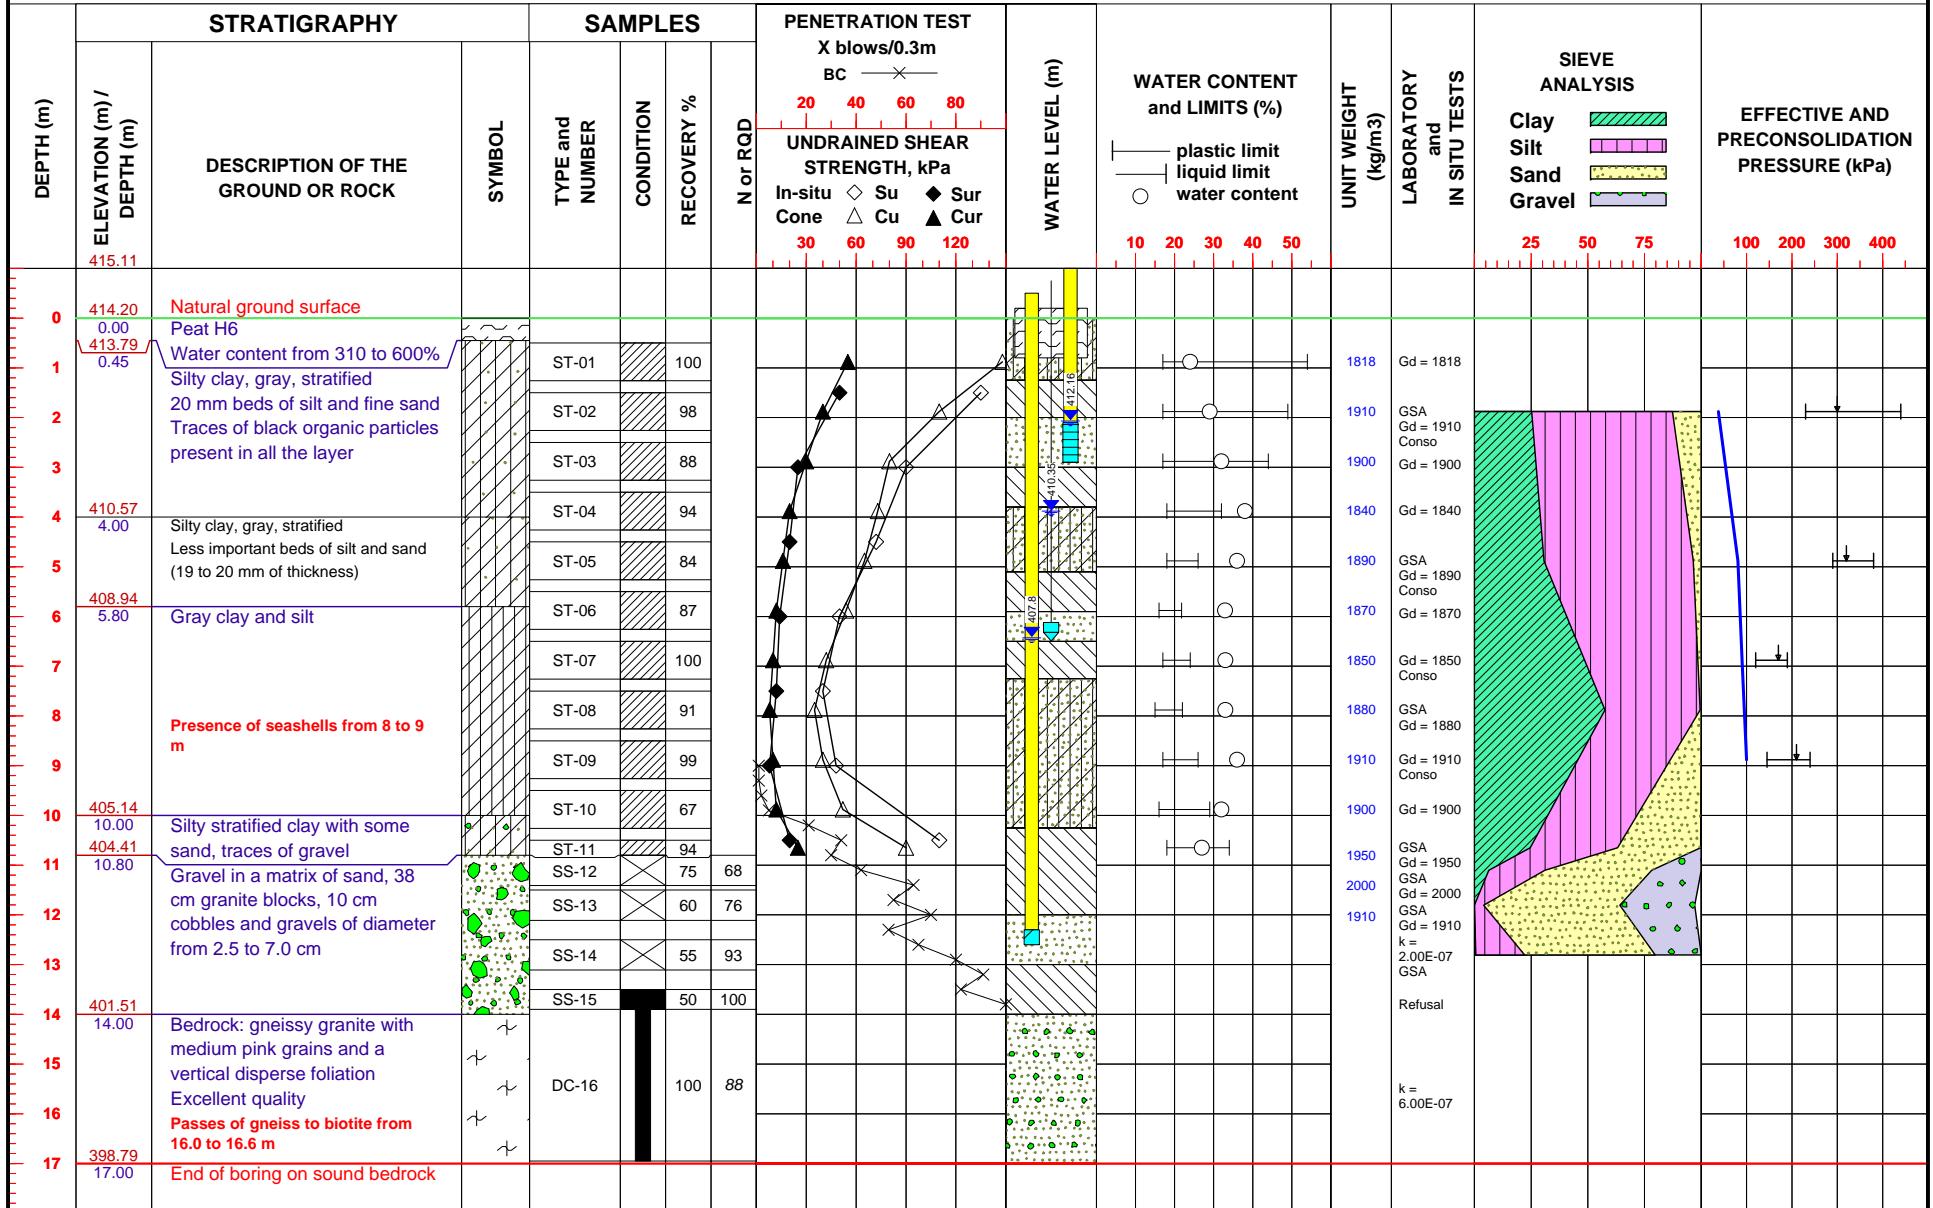 STRATIGRAPHY
SAMPLES
PENETRATION TEST
X blows/0.3m
BC
20 40 60 80
UNDRAINED SHEAR
STRENGTH, kPa
In-situ Su Sur
Cone Cu Cur
30 60 90 120
DEPTH (m)
ELEVATION (m) /
DEPTH (m)
DESCRIPTION OF THE
GROUND OR ROCK
SYMBOL
TYPE and
NUMBER
CONDITION
RECOVERY %
N or RQD
WATER LEVEL (m)
WATER CONTENT
and LIMITS (%)
plastic limit
liquid limit
water content
10 20 30 40 50
UNIT WEIGHT
(kg/m3)
LABORATORY
and
IN SITU TESTS
SIEVE
ANALYSIS
Clay
Silt
Sand
Gravel
25 50 75
EFFECTIVE AND
PRECONSOLIDATION
PRESSURE (kPa)
100 200 300 400
415.11
414.20
0.00
413.79
0.45
410.57
4.00
408.94
5.80
405.14
10.00
404.41
10.80
401.51
14.00
398.79
17.00
0
1
2
3
4
5
6
7
8
9
10
11
12
13
14
15
16
17
Natural ground surface
Peat H6
Water content from 310 to 600%
Silty clay, gray, stratified
20 mm beds of silt and fine sand
Traces of black organic particles
present in all the layer
Silty clay, gray, stratified
Less important beds of silt and sand
(19 to 20 mm of thickness)
Gray clay and silt
Presence of seashells from 8 to 9
m
Silty stratified clay with some
sand, traces of gravel
Gravel in a matrix of sand, 38
cm granite blocks, 10 cm
cobbles and gravels of diameter
from 2.5 to 7.0 cm
Bedrock: gneissy granite with
medium pink grains and a
vertical disperse foliation
Excellent quality
Passes of gneiss to biotite from
16.0 to 16.6 m
End of boring on sound bedrock
ST-01 100
ST-02 98
ST-03 88
ST-04 94
ST-05 84
ST-06 87
ST-07 100
ST-08 91
ST-09 99
ST-10 67
ST-11 94
SS-12 75 68
SS-13 60 76
SS-14 55 93
SS-15 50 100
DC-16 100 88
412.16
410.35
407.8
1818
1910
1900
1840
1890
1870
1850
1880
1910
1900
1950
2000
1910
Gd = 1818
GSA
Gd = 1910
Conso
Gd = 1900
Gd = 1840
GSA
Gd = 1890
Conso
Gd = 1870
Gd = 1850
Conso
GSA
Gd = 1880
Gd = 1910
Conso
Gd = 1900
GSA
Gd = 1950
GSA
Gd = 2000
GSA
Gd = 1910
k =
2.00E-07
GSA
Refusal
k =
6.00E-07